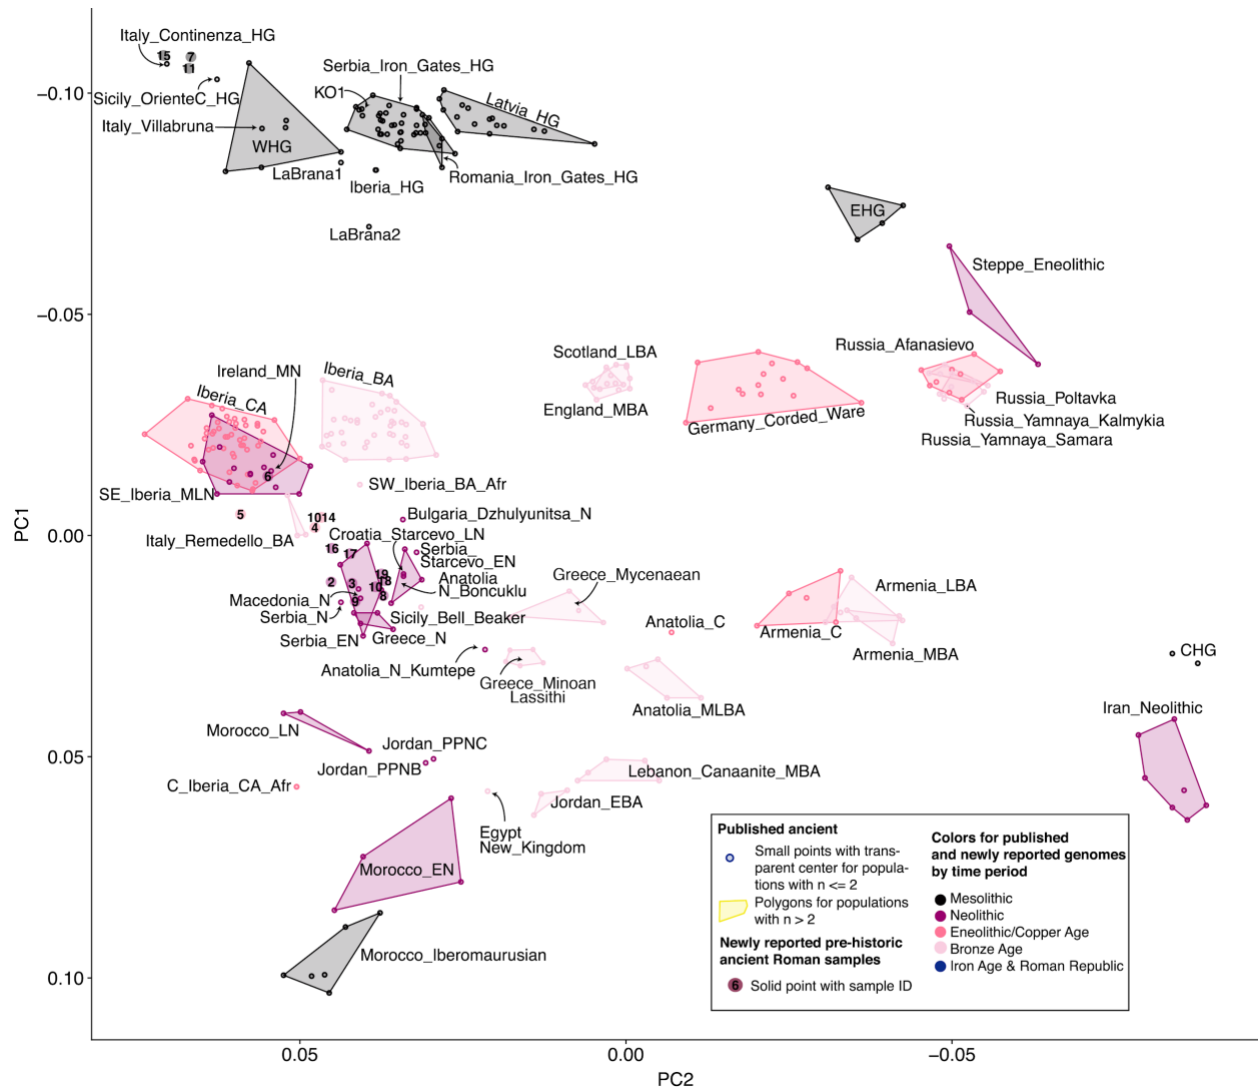 Italy_Continenza_HG
15
7
11
Serbia_Iron_Gates_HG
KO1
Latvia_HG
−0.10
Sicily_OrienteC_HG
Italy_Villabruna
WHG
LaBrana1
Iberia_HG
Romania_Iron_Gates_HG
LaBrana2
EHG
Steppe_Eneolithic
−0.05
Ireland_MN
Iberia_CA
Iberia_BA
Scotland_LBA
England_MBA
Germany_Corded_Ware
Russia_Afanasievo
Russia_Poltavka
Russia_Yamnaya_Kalmykia
Russia_Yamnaya_Samara
6
SE_Iberia_MLN
SW_Iberia_BA_Afr
5
1014
4
Bulgaria_Dzhulyunitsa_N
PC1
0.00
Italy_Remedello_BA
Croatia_Starcevo_LN
16
17
Serbia_
Starcevo_EN
Anatolia
N_Boncuklu
2
3
19
18
10
8
9
Macedonia_N
Serbia_N
Sicily_Bell_Beaker
Serbia_EN
Greece_N
Greece_Mycenaean
Anatolia_C
Armenia_C
Armenia_LBA
Armenia_MBA
CHG
Anatolia_N_Kumtepe
Greece_Minoan
Lassithi
Anatolia_MLBA
Iran_Neolithic
Morocco_LN
Jordan_PPNC
Jordan_PPNB
0.05
C_Iberia_CA_Afr
Lebanon_Canaanite_MBA
Jordan_EBA
Egypt
New_Kingdom
Morocco_EN
Morocco_Iberomaurusian
0.10
Published ancient
Small points with trans-
parent center for popula-
tions with n <= 2
Polygons for populations
with n > 2
Newly reported pre-historic
ancient Roman samples
6 Solid point with sample ID
Colors for published
and newly reported genomes
by time period
Mesolithic
Neolithic
Eneolithic/Copper Age
Bronze Age
Iron Age & Roman Republic
0.05
0.00
−0.05
PC2